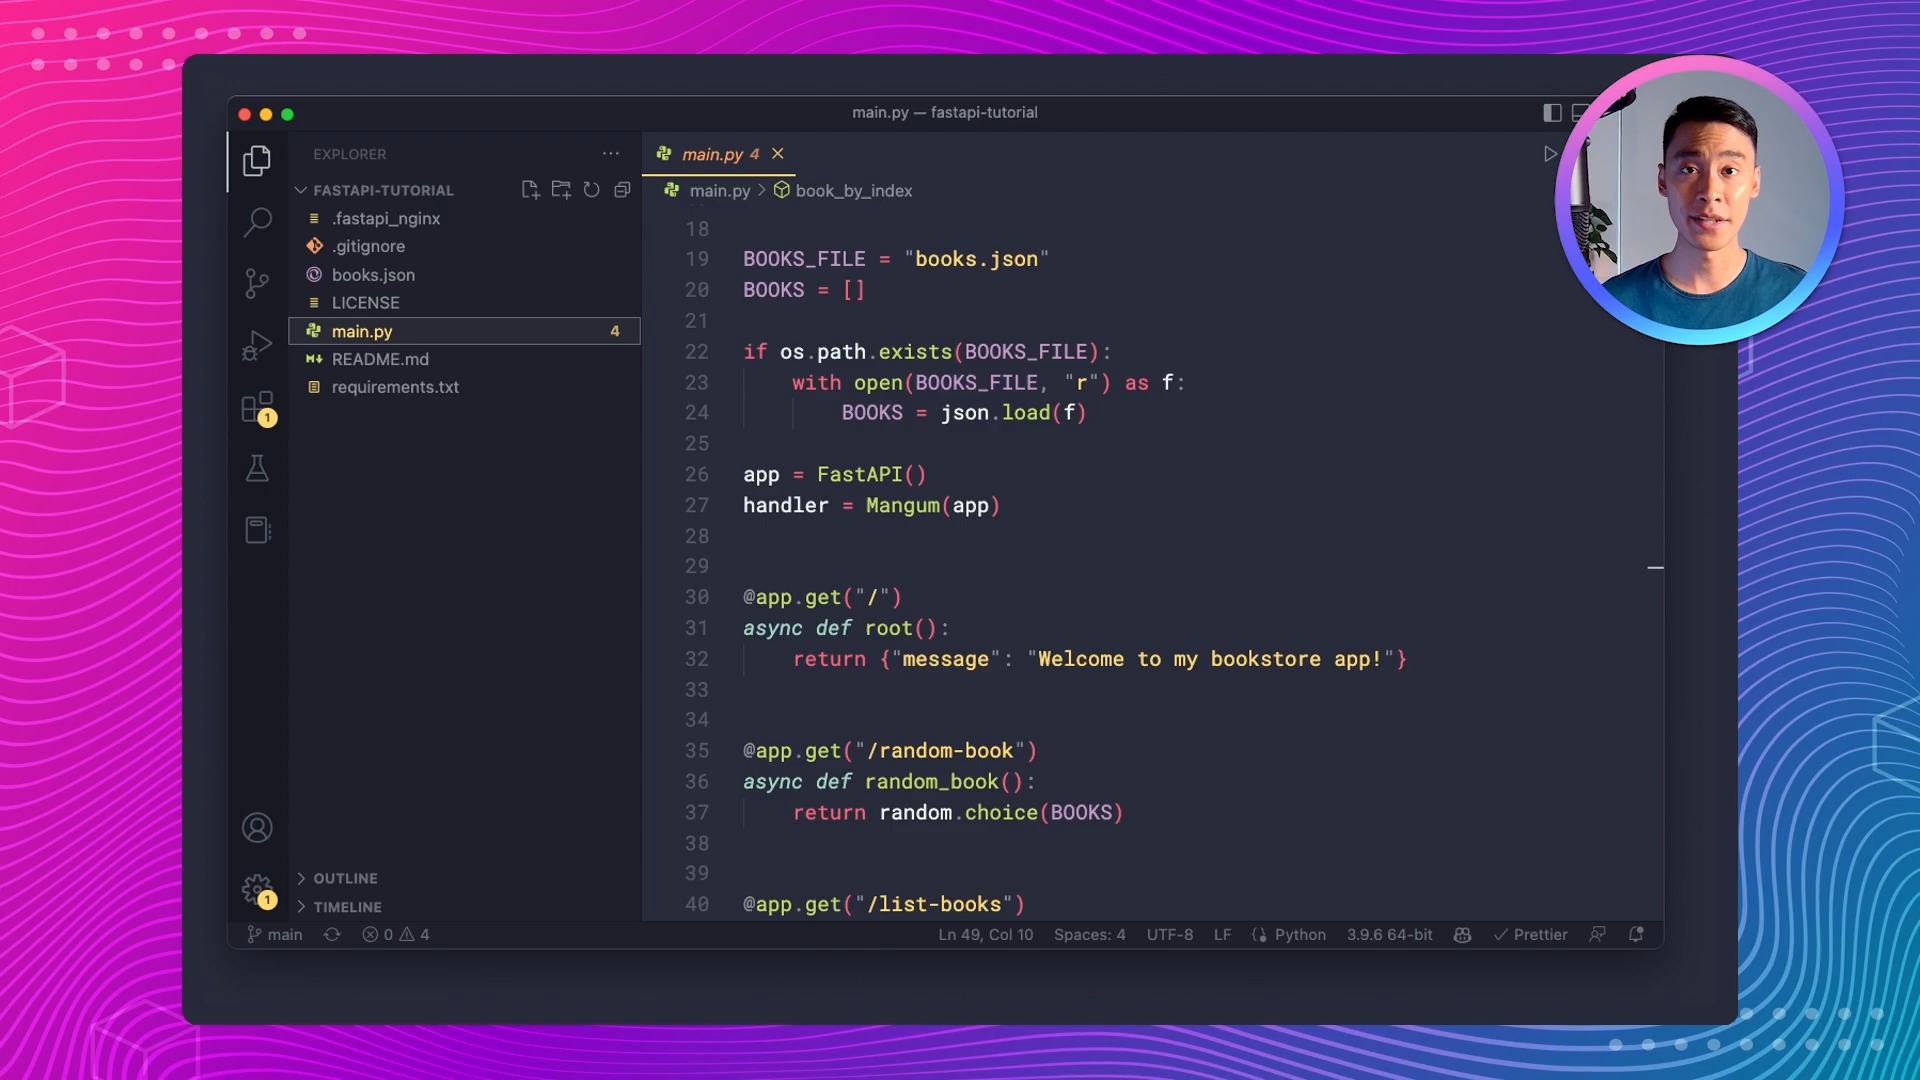 main.py — fastapi-tutorial
EXPLORER
FASTAPI-TUTORIAL
.fastapi_nginx
.gitignore
books.json
LICENSE
main.py 4
README.md
requirements.txt
1
1
OUTLINE
TIMELINE
main.py 4
main.py > book_by_index
18
19 BOOKS_FILE = "books.json"
20 BOOKS = []
21
22 if os.path.exists(BOOKS_FILE):
23 with open(BOOKS_FILE, "r") as f:
24 BOOKS = json.load(f)
25
26 app = FastAPI()
27 handler = Mangum(app)
28
29
30 @app.get("/")
31 async def root():
32 return {"message": "Welcome to my bookstore app!"}
33
34
35 @app.get("/random-book")
36 async def random_book():
37 return random.choice(BOOKS)
38
39
40 @app.get("/list-books")
main 0 4 Ln 49, Col 10 Spaces: 4 UTF-8 LF Python 3.9.6 64-bit Prettier